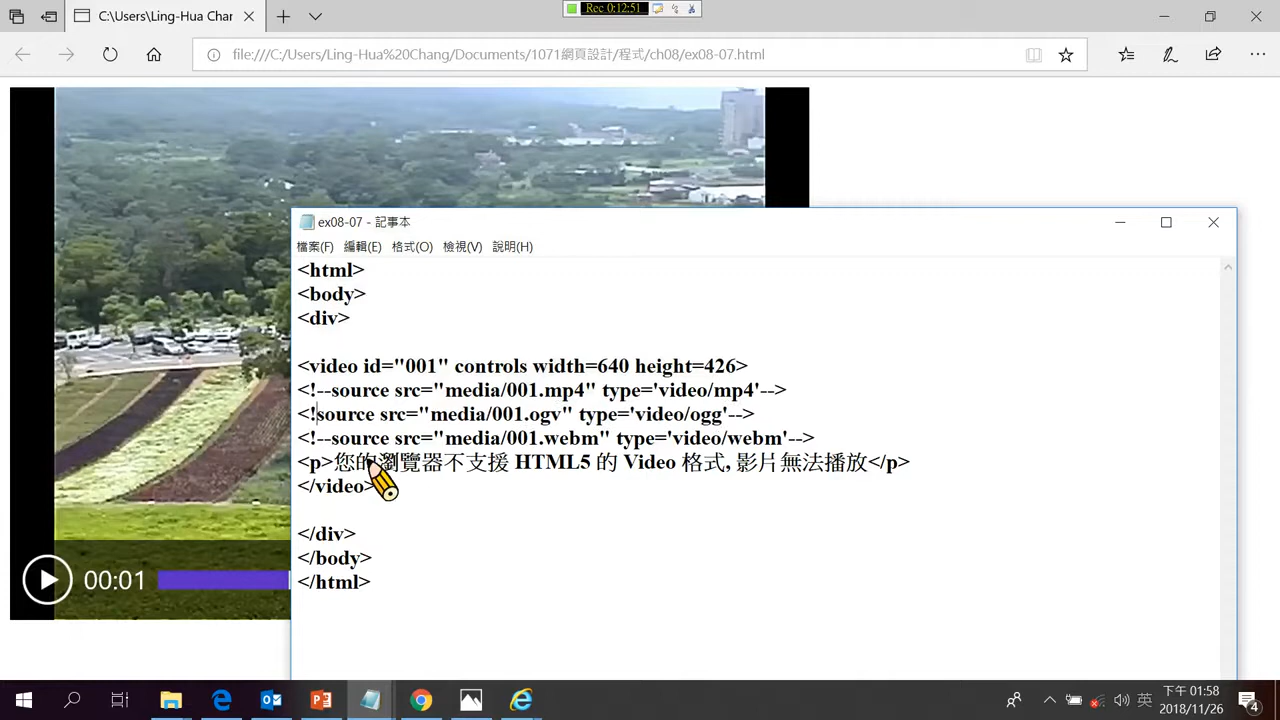 C:\Users\Ling-Hua Char
Rec 0:12:51
file:///C:/Users/Ling-Hua%20Chang/Documents/1071網頁設計/程式/ch08/ex08-07.html
ex08-07 - 記事本
檔案(F) 編輯(E) 格式(O) 檢視(V) 說明(H)
<html>
<body>
<div>
<video id="001" controls width=640 height=426>
<!--source src="media/001.mp4" type='video/mp4'-->
<!source src="media/001.ogv" type='video/ogg'-->
<!--source src="media/001.webm" type='video/webm'-->
<p>您的瀏覽器不支援 HTML5 的 Video 格式, 影片無法播放</p>
</video>
</div>
</body>
</html>
00:01
英
下午 01:58
2018/11/26
4